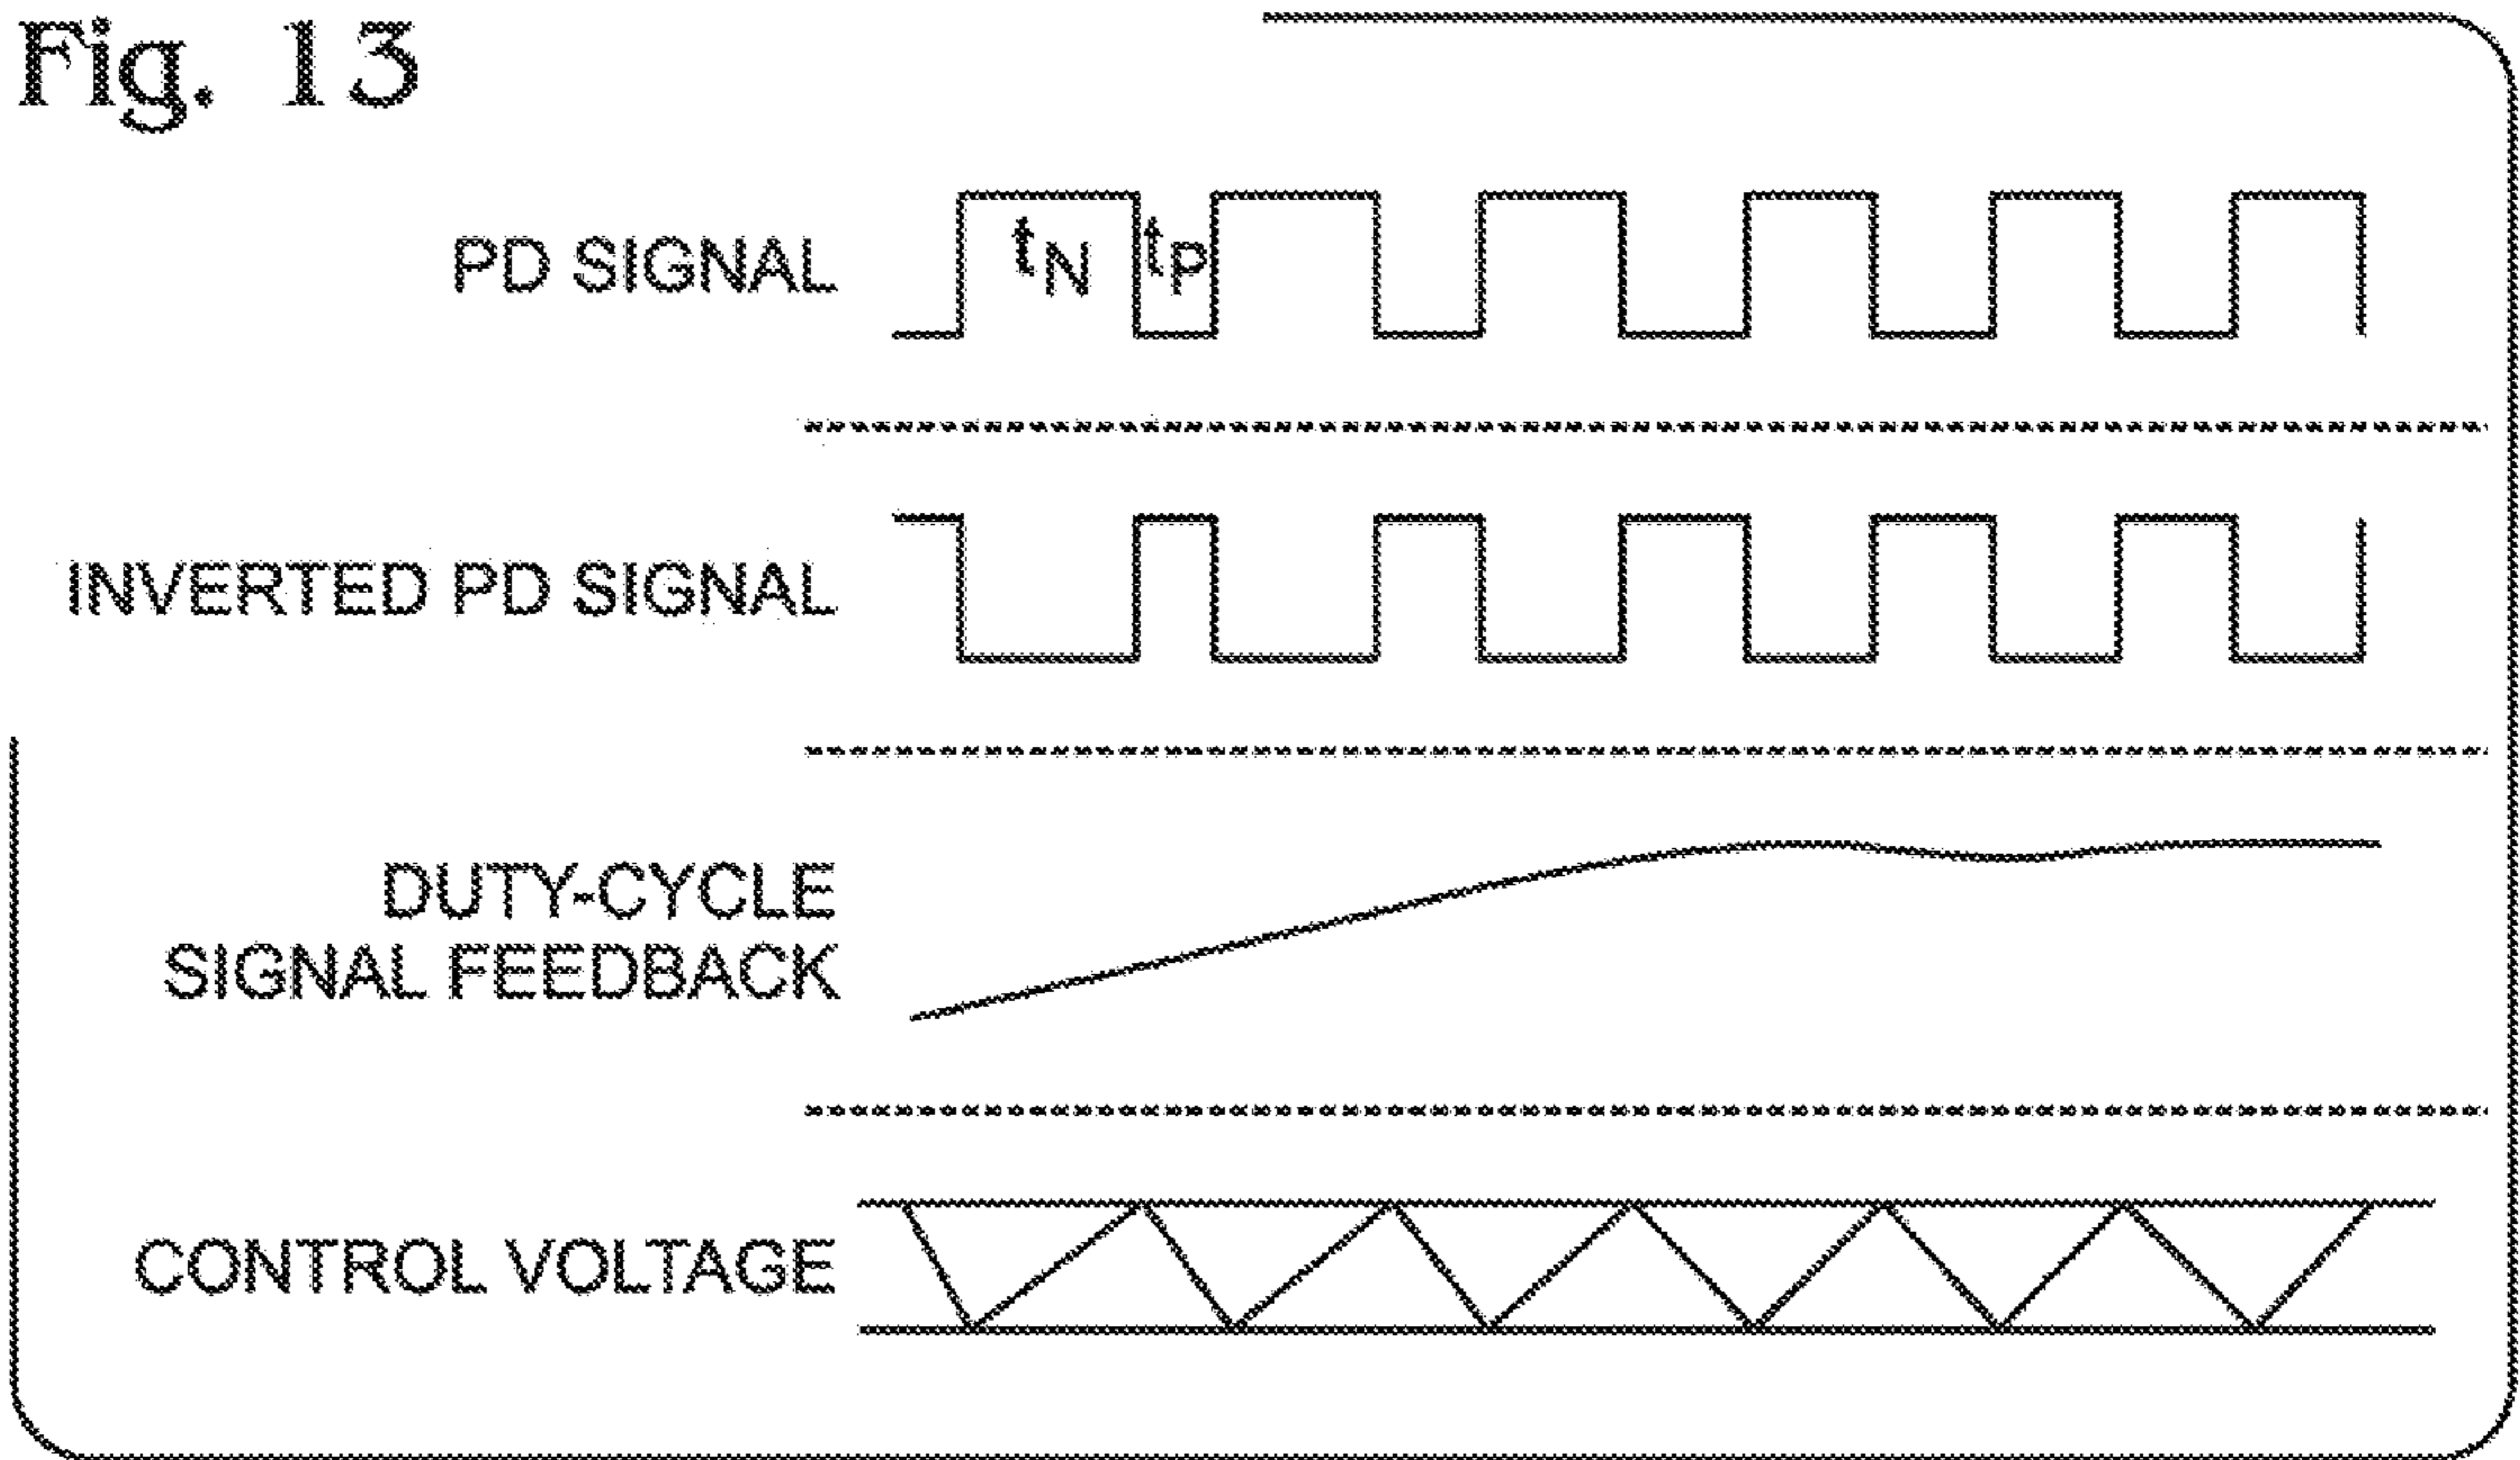 Fig. 13
PD SIGNAL
tN tP
INVERTED PD SIGNAL
DUTY-CYCLE
SIGNAL FEEDBACK
CONTROL VOLTAGE